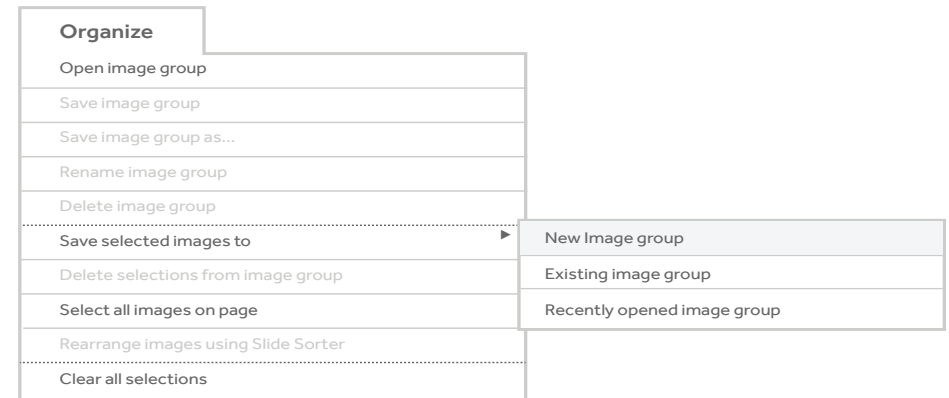 Organize
Open image group
Save image group
Save image group as...
Rename image group
Delete image group
Save selected images to
New Image group
Existing image group
Recently opened image group
Delete selections from image group
Select all images on page
Rearrange images using Slide Sorter
Clear all selections